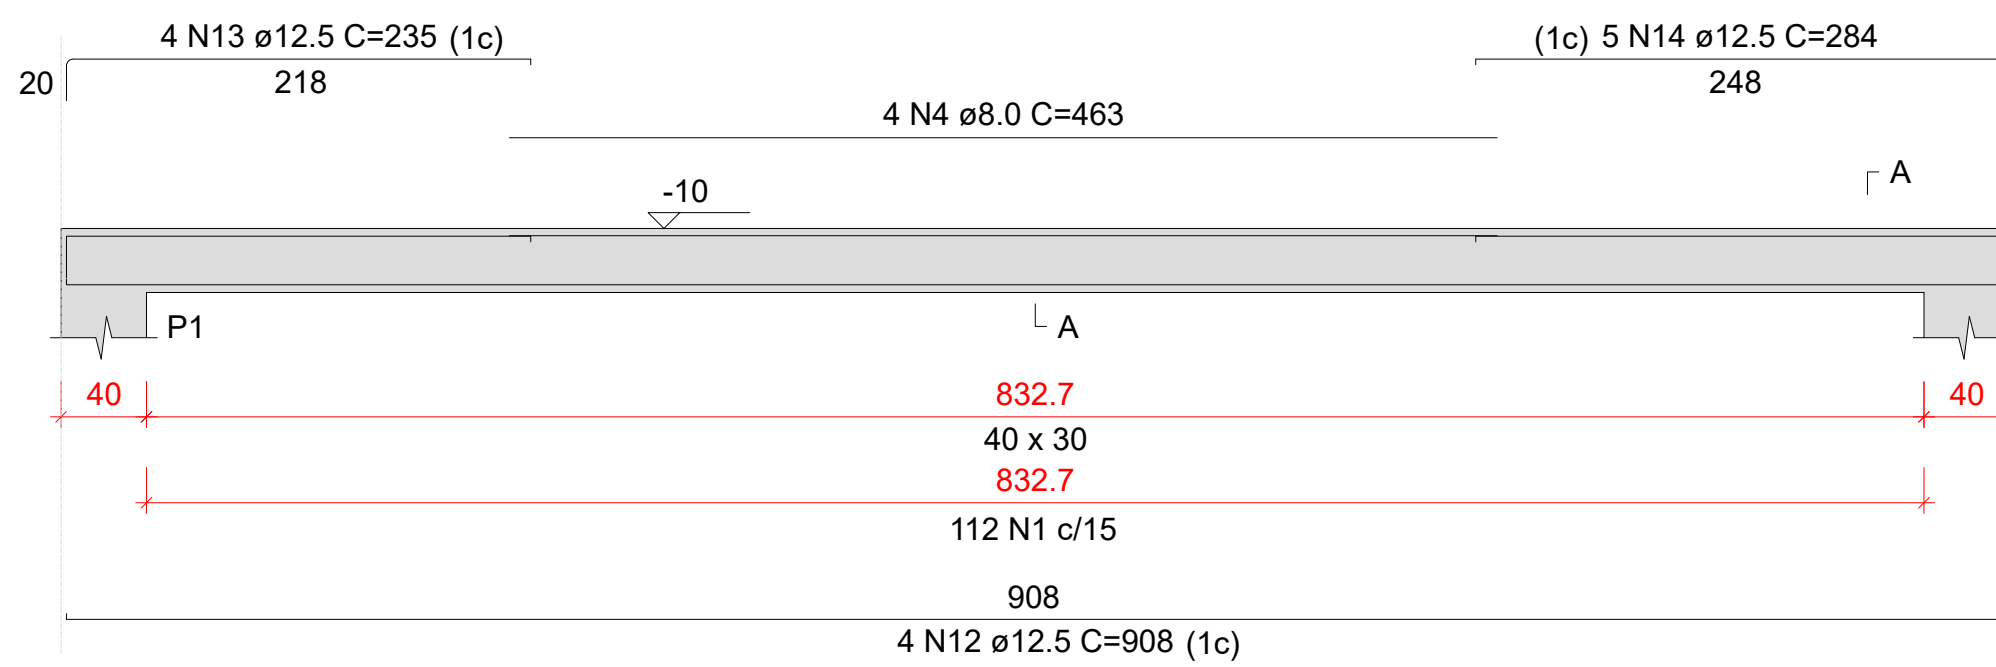 4 N13 ø12.5 C=235 (1c)
(1c) 5 N14 ø12.5 C=284
20
218
248
4 N4 ø8.0 C=463
-10
A
P1
A
40
832.7
40
40 x 30
832.7
112 N1 c/15
908
4 N12 ø12.5 C=908 (1c)